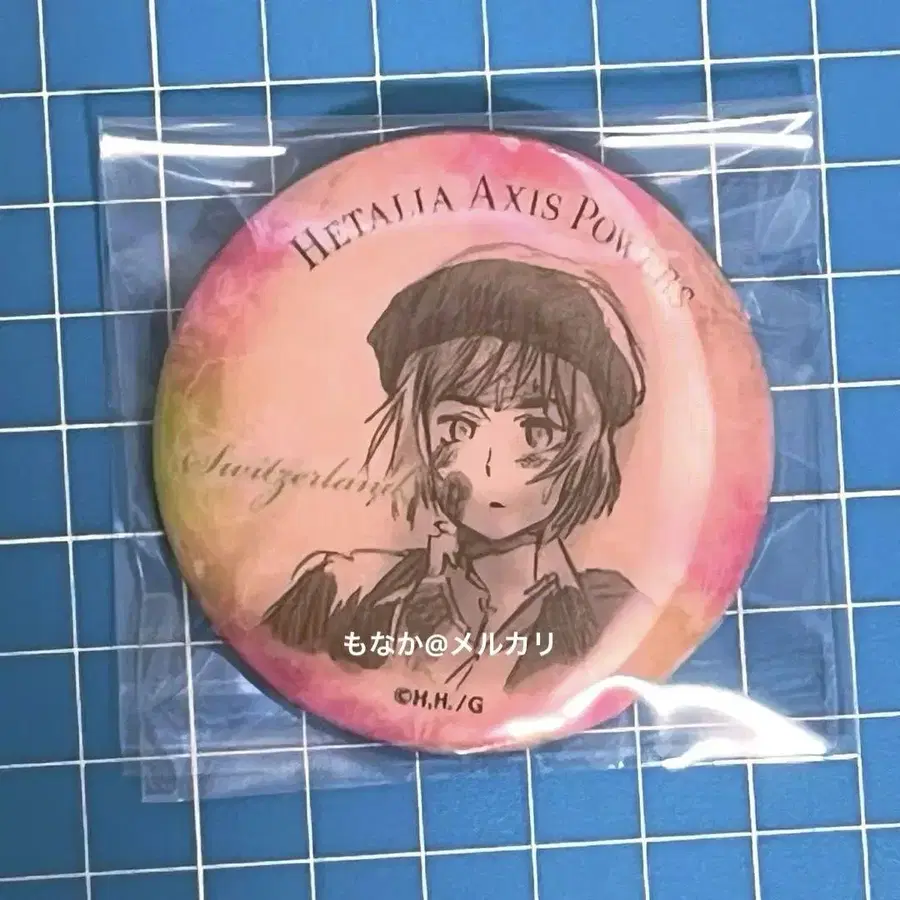 HETALIA AXIS POWERS
Switzerland
もなか@メルカリ
©H.H./G